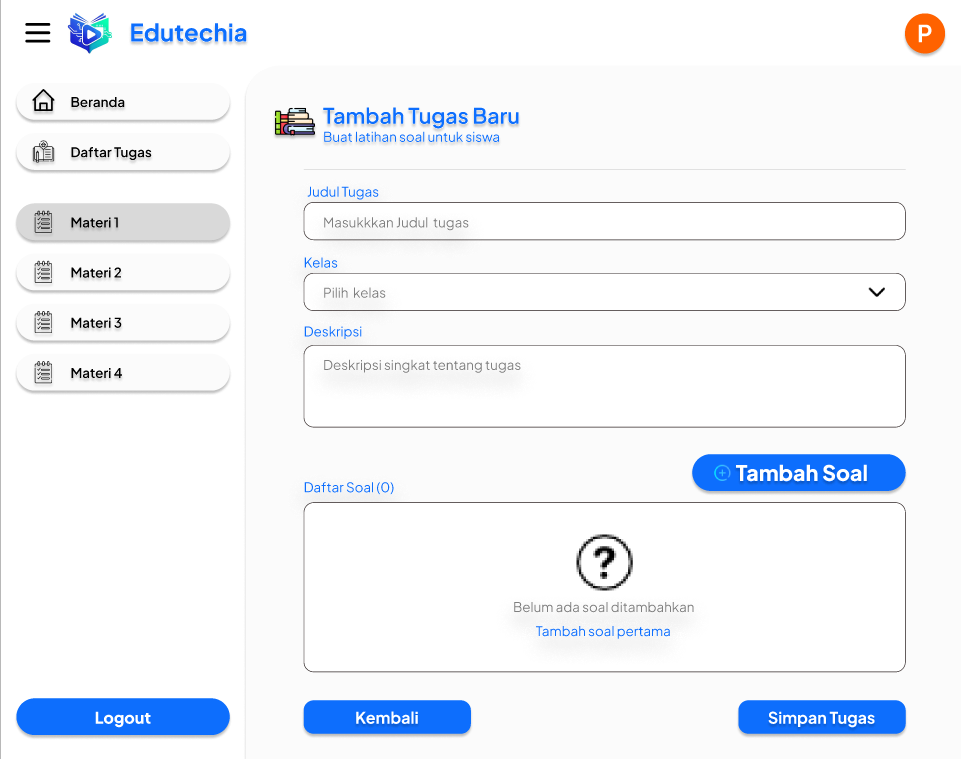 Edutechia
P
Beranda
Daftar Tugas
Materi 1
Materi 2
Materi 3
Materi 4
Logout
Tambah Tugas Baru
Buat latihan soal untuk siswa
Judul Tugas
Masukkkan Judul tugas
Kelas
Pilih kelas
Deskripsi
Deskripsi singkat tentang tugas
Tambah Soal
Daftar Soal (0)
?
Belum ada soal ditambahkan
Tambah soal pertama
Kembali
Simpan Tugas